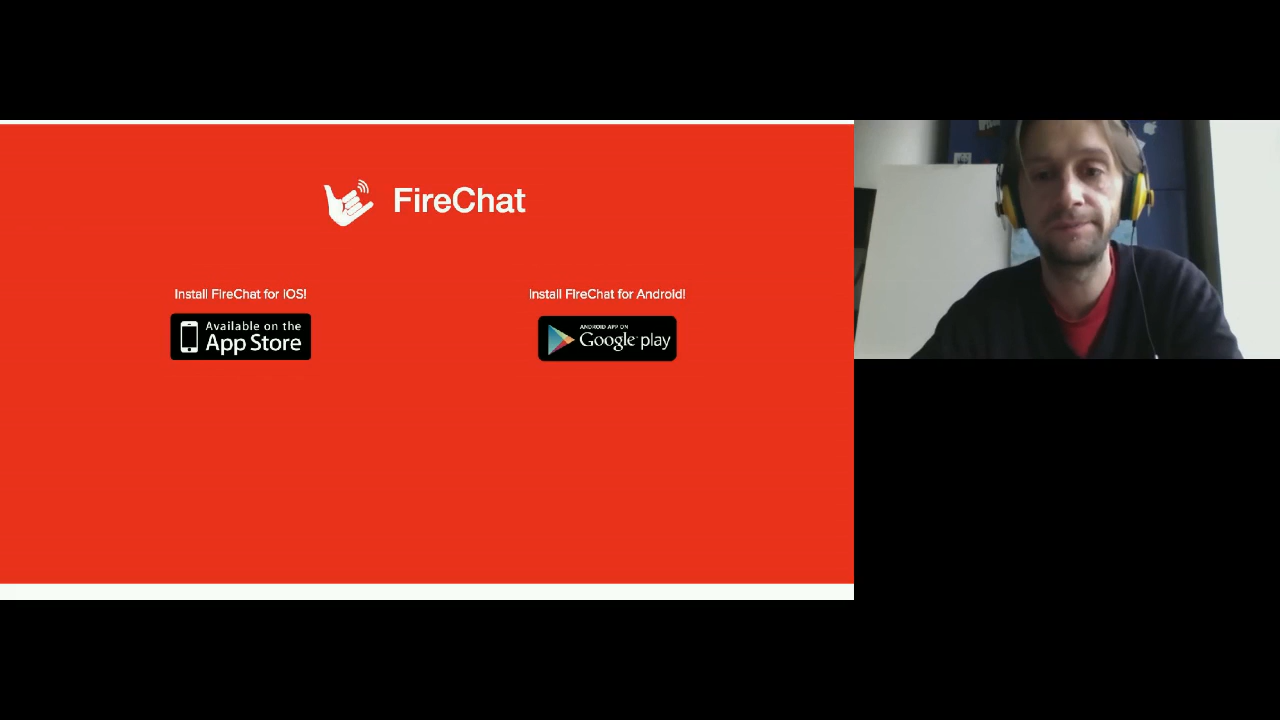 FireChat
Install FireChat for iOS!
Install FireChat for Android!
Available on the
App Store
ANDROID APP ON
Google play